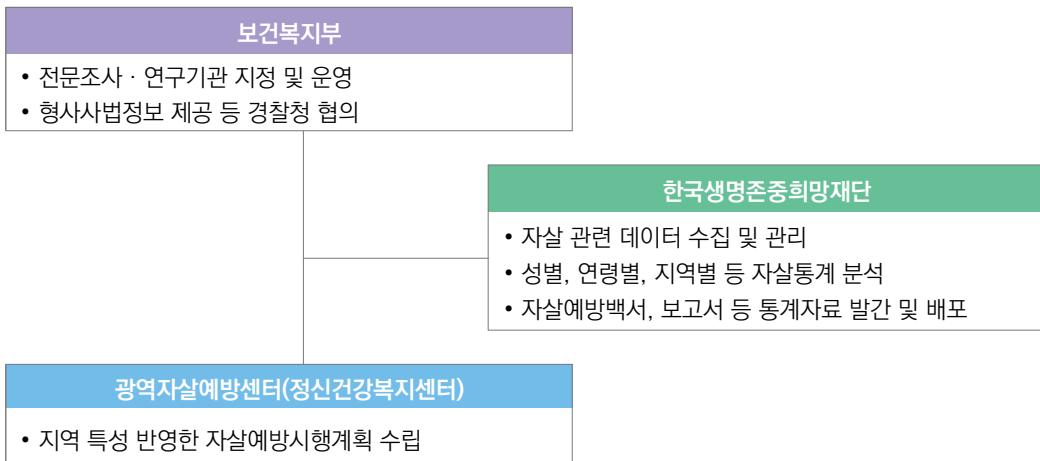 보건복지부
• 전문조사 · 연구기관 지정 및 운영
• 형사사법정보 제공 등 경찰청 협의
한국생명존중희망재단
• 자살 관련 데이터 수집 및 관리
• 성별, 연령별, 지역별 등 자살통계 분석
• 자살예방백서, 보고서 등 통계자료 발간 및 배포
광역자살예방센터(정신건강복지센터)
• 지역 특성 반영한 자살예방시행계획 수립